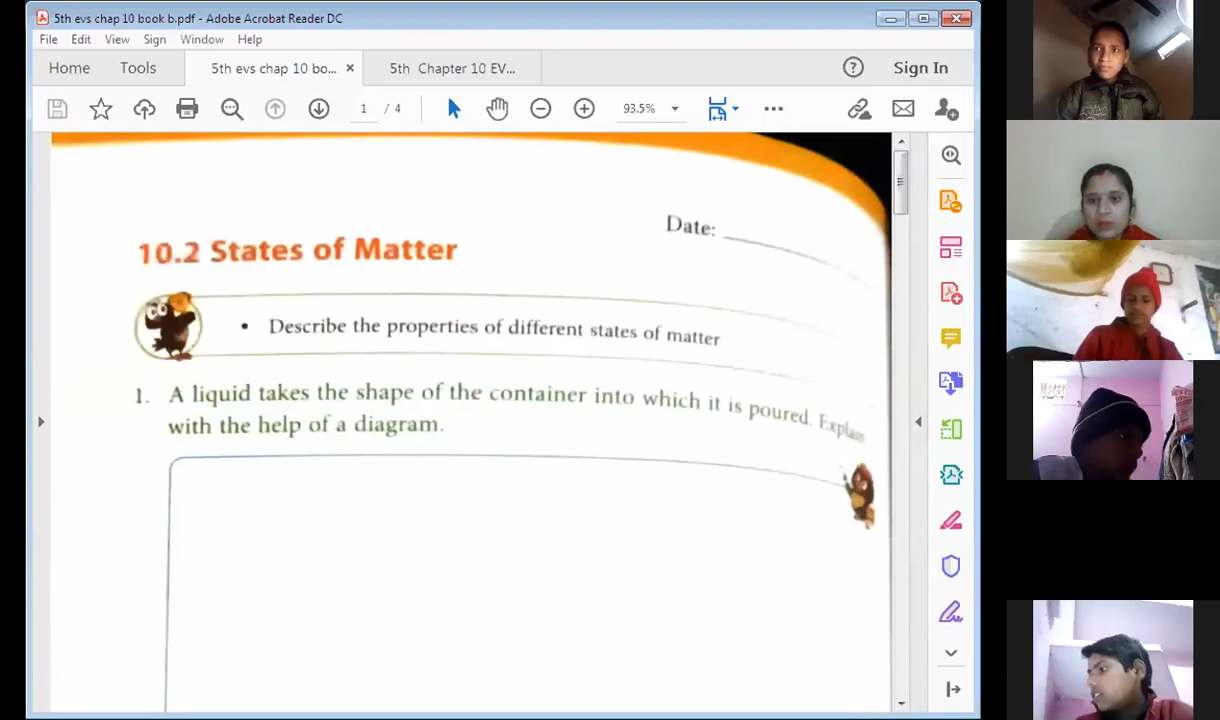 5th evs chap 10 book b.pdf - Adobe Acrobat Reader DC
File Edit View Sign Window Help
Home Tools 5th evs chap 10 bo... × 5th Chapter 10 EV... ? Sign In
1 / 4 93.5%
Date:
10.2 States of Matter
• Describe the properties of different states of matter
1. A liquid takes the shape of the container into which it is poured. Explain
with the help of a diagram.